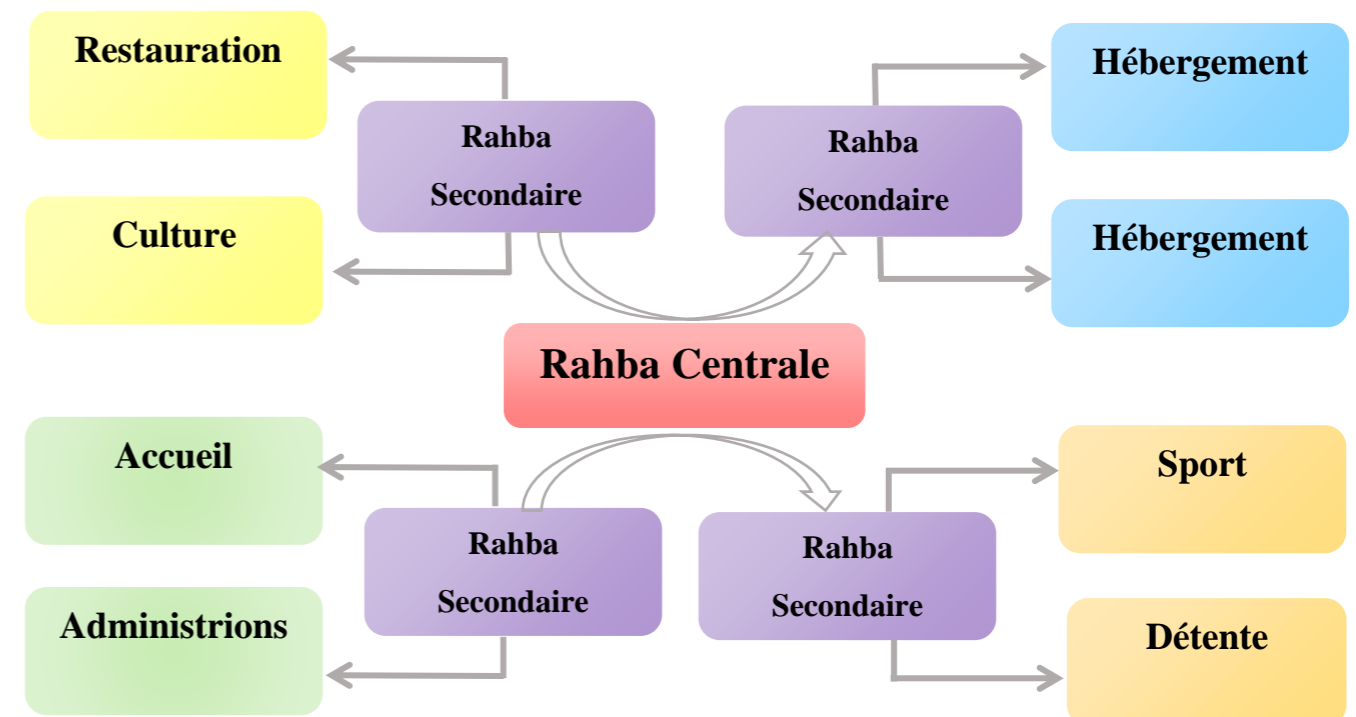 Restauration
Hébergement
Rahba
Secondaire
Rahba
Secondaire
Culture
Hébergement
Rahba Centrale
Accueil
Sport
Rahba
Secondaire
Rahba
Secondaire
Administrions
Détente